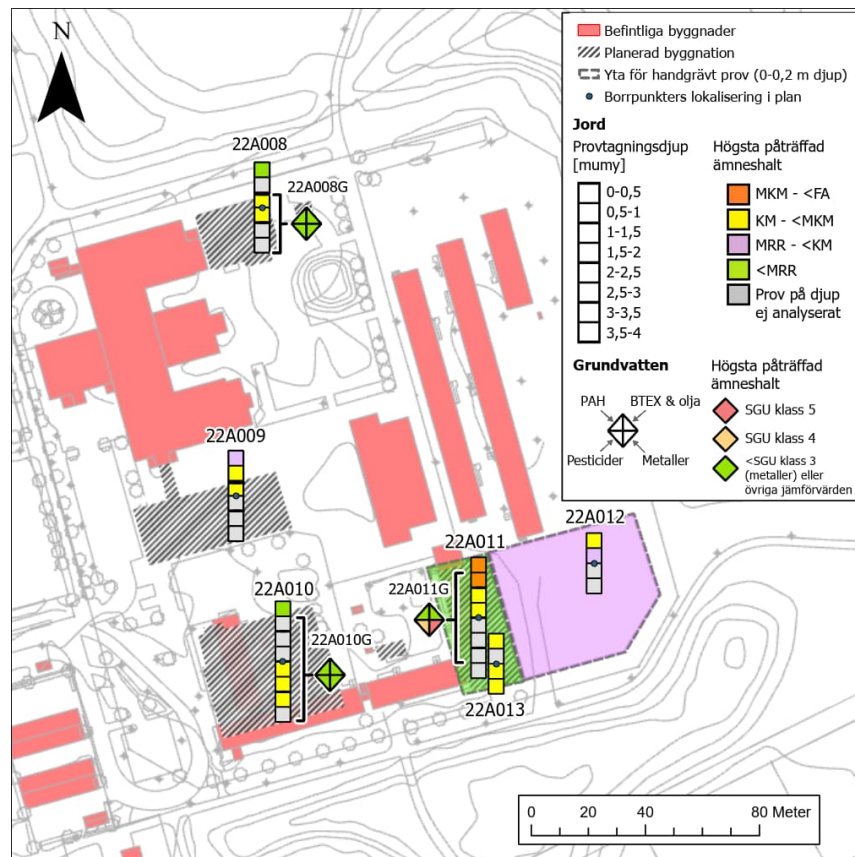 N
22A008
22A008G
22A009
22A010
22A010G
22A011
22A011G
22A012
22A013
Befintliga byggnader
Planerad byggnation
Yta för handgrävt prov (0-0,2 m djup)
Borrpunkters lokalisering i plan
Jord
Provtagningsdjup
[mumy]
0-0,5
0,5-1
1-1,5
1,5-2
2-2,5
2,5-3
3-3,5
3,5-4
Högsta påträffad
ämneshalt
MKM - <FA
KM - <MKM
MRR - <KM
<MRR
Prov på djup
ej analyserat
Grundvatten
PAH
BTEX & olja
Pesticider
Metaller
Högsta påträffad
ämneshalt
SGU klass 5
SGU klass 4
<SGU klass 3
(metaller) eller
övriga jämförvärden
0 20 40 80 Meter